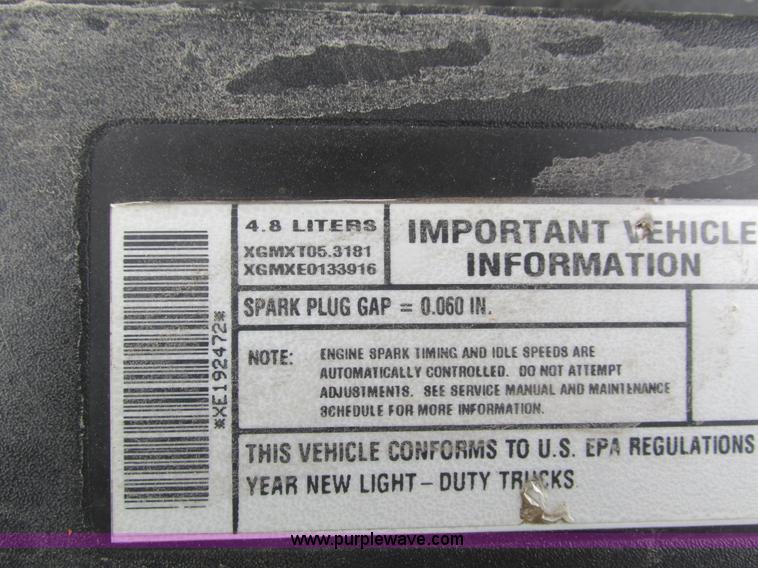 4.8 LITERS
XGMXT05.3181
XGMXE0133916
IMPORTANT VEHICLE
INFORMATION
*XE192472*
SPARK PLUG GAP = 0.060 IN.
NOTE: ENGINE SPARK TIMING AND IDLE SPEEDS ARE
AUTOMATICALLY CONTROLLED. DO NOT ATTEMPT
ADJUSTMENTS. SEE SERVICE MANUAL AND MAINTENANCE
SCHEDULE FOR MORE INFORMATION.
THIS VEHICLE CONFORMS TO U.S. EPA REGULATIONS
YEAR NEW LIGHT-DUTY TRUCKS
www.purplewave.com